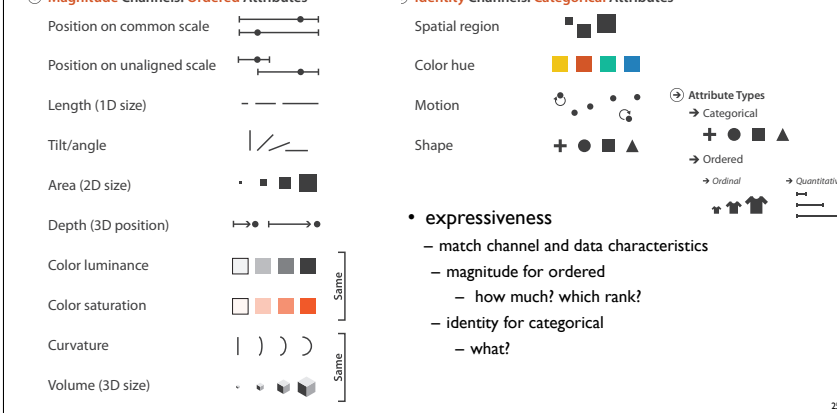 Magnitude Channels: Ordered Attributes
Position on common scale
Position on unaligned scale
Length (1D size)
Tilt/angle
Area (2D size)
Depth (3D position)
Color luminance
Color saturation
Same
Curvature
Volume (3D size)
Same
Identity Channels: Categorical Attributes
Spatial region
Color hue
Motion
Shape
Attribute Types
Categorical
Ordered
Ordinal
Quantitativ
• expressiveness
– match channel and data characteristics
– magnitude for ordered
– how much? which rank?
– identity for categorical
– what?